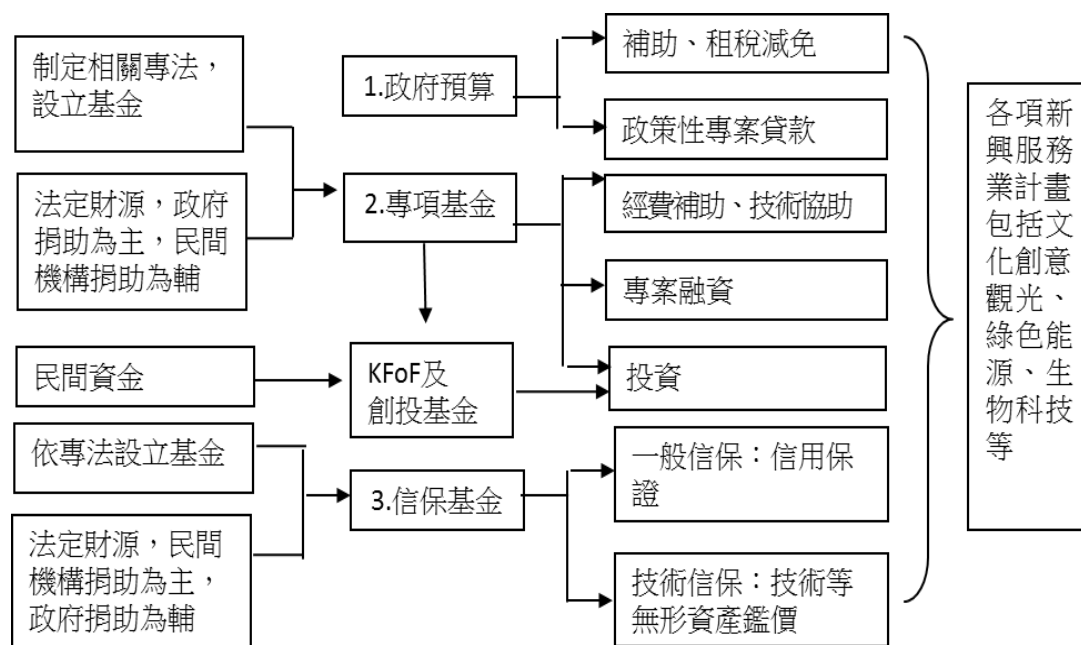 制定相關專法，
設立基金
法定財源，政府
捐助為主，民間
機構捐助為輔
民間資金
依專法設立基金
法定財源，民間
機構捐助為主，
政府捐助為輔
1.政府預算
2.專項基金
KFoF及
創投基金
3.信保基金
補助、租稅減免
政策性專案貸款
經費補助、技術協助
專案融資
投資
一般信保：信用保
證
技術信保：技術等
無形資產鑑價
各項新
興服務
業計畫
包括文
化創意
觀光、
綠色能
源、生
物科技
等